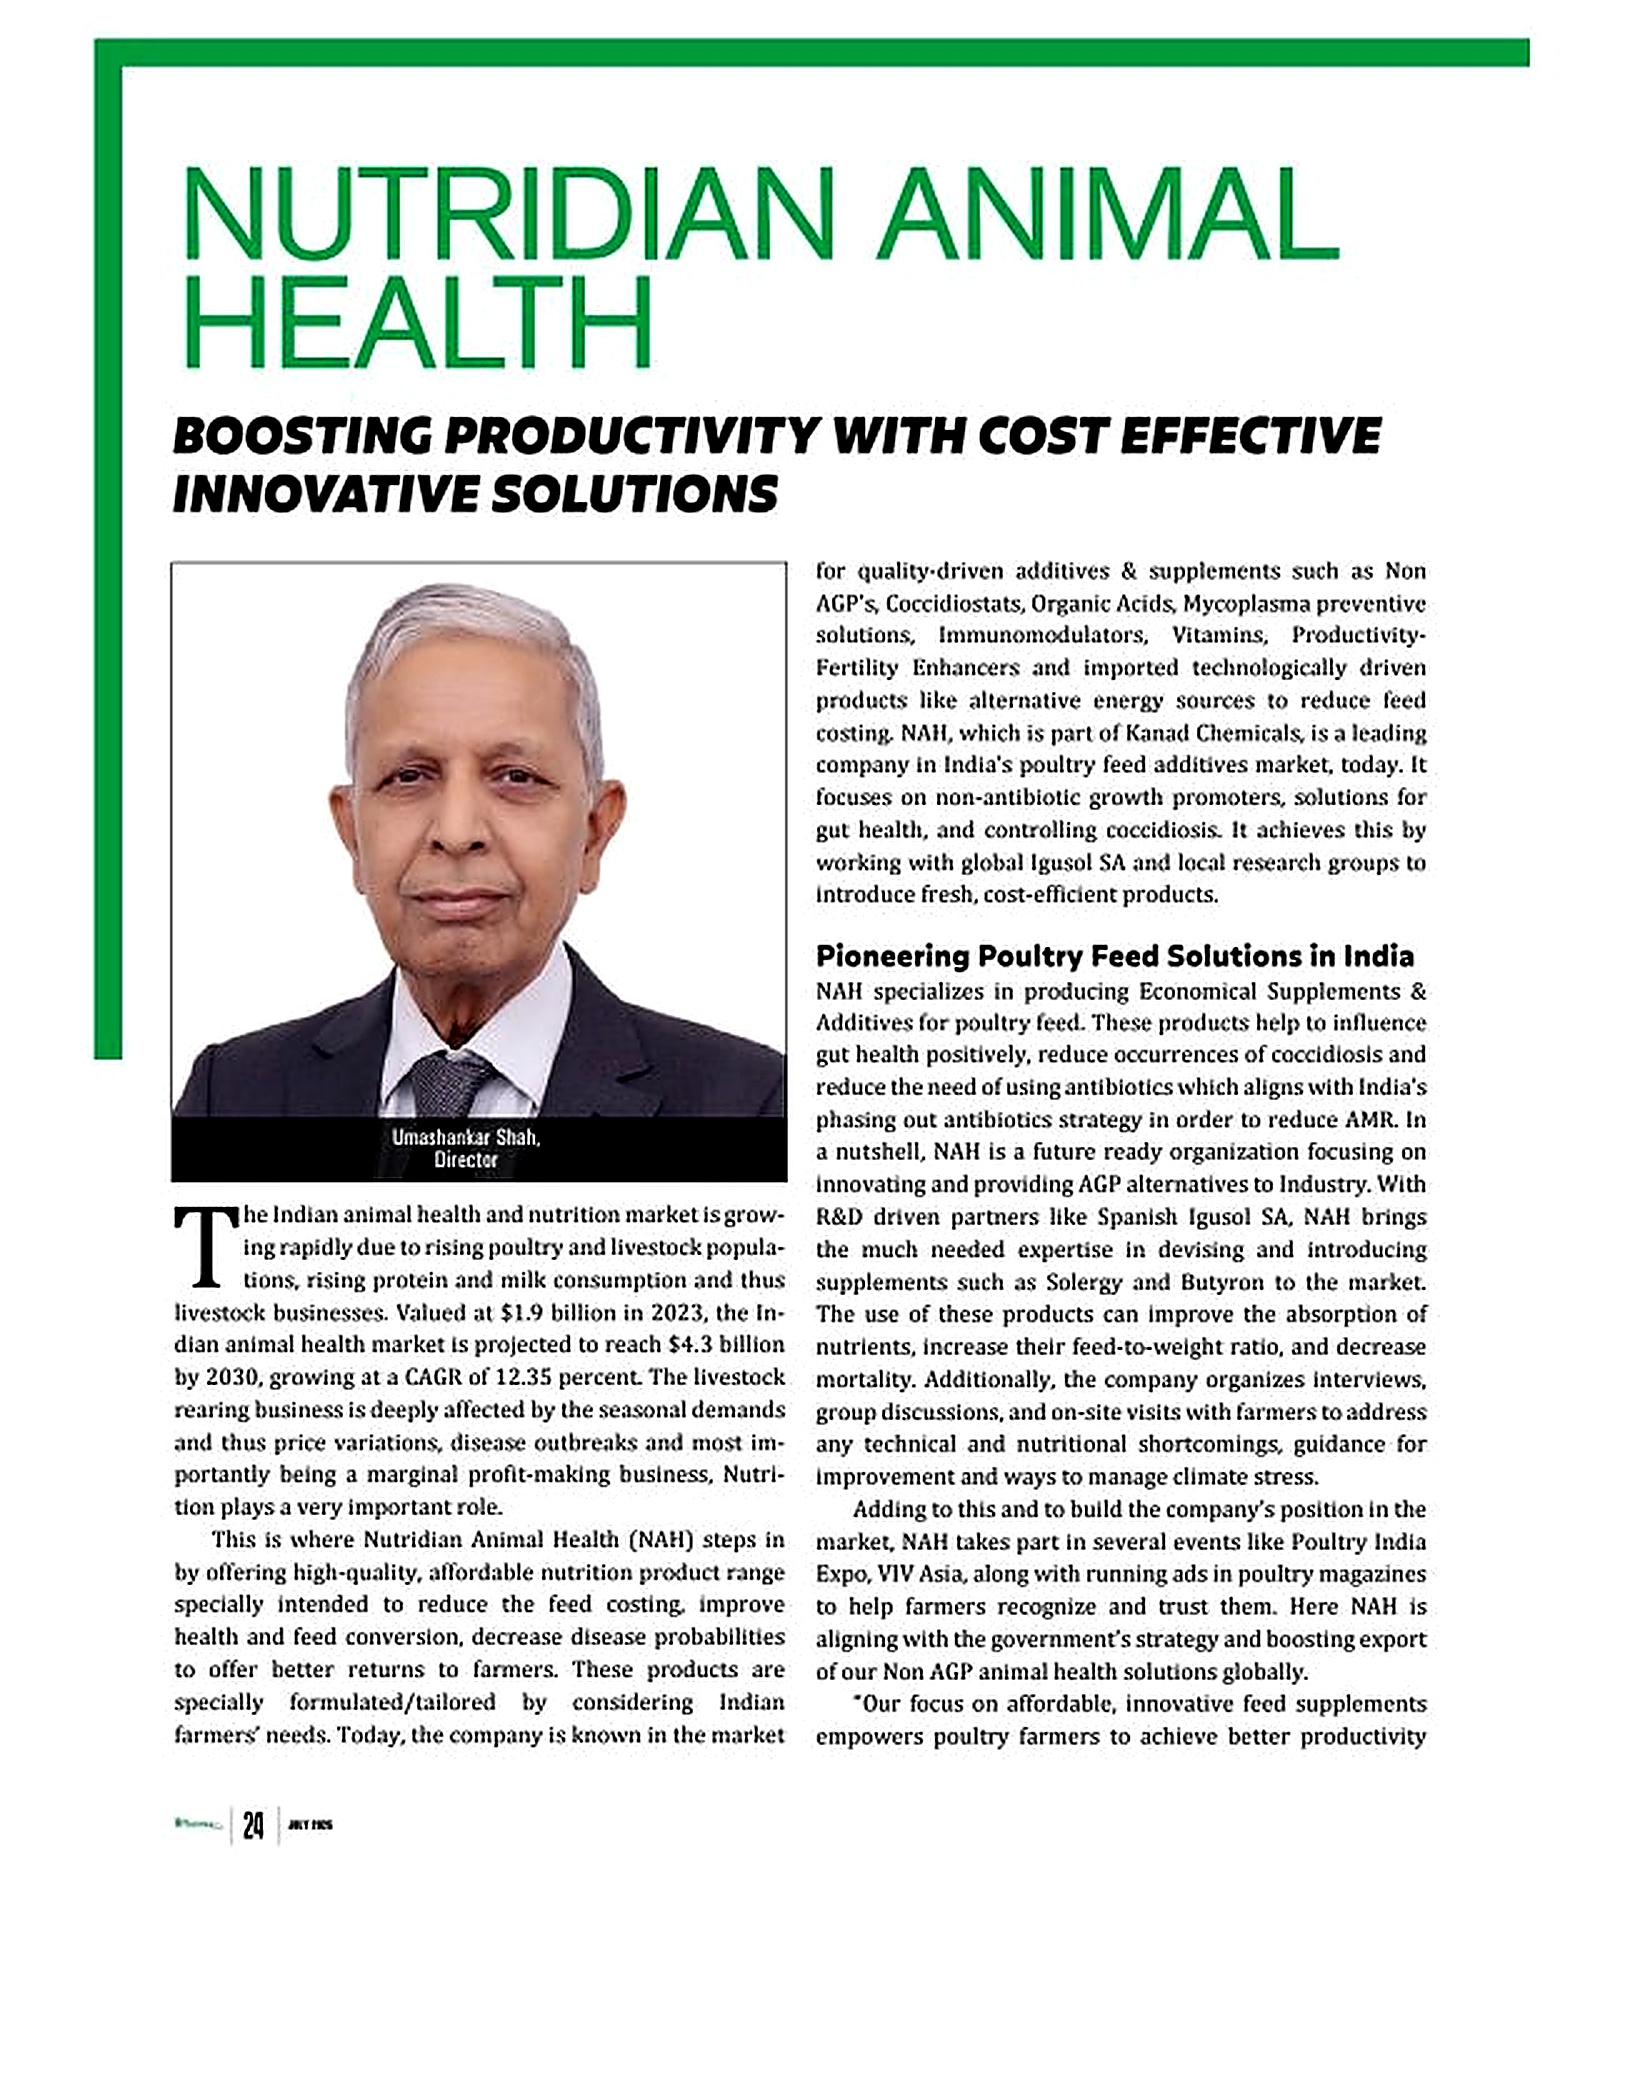 NUTRIDIAN ANIMAL
HEALTH
BOOSTING PRODUCTIVITY WITH COST EFFECTIVE
INNOVATIVE SOLUTIONS
Umashankar Shah,
Director
The Indian animal health and nutrition market is grow-
ing rapidly due to rising poultry and livestock popula-
tions, rising protein and milk consumption and thus
livestock businesses. Valued at $1.9 billion in 2023, the In-
dian animal health market is projected to reach $4.3 billion
by 2030, growing at a CAGR of 12.35 percent. The livestock
rearing business is deeply affected by the seasonal demands
and thus price variations, disease outbreaks and most im-
portantly being a marginal profit-making business, Nutri-
tion plays a very important role.
This is where Nutridian Animal Health (NAH) steps in
by offering high-quality, affordable nutrition product range
specially intended to reduce the feed costing, improve
health and feed conversion, decrease disease probabilities
to offer better returns to farmers. These products are
specially formulated/tailored by considering Indian
farmers' needs. Today, the company is known in the market
for quality-driven additives & supplements such as Non
AGP's, Coccidiostats, Organic Acids, Mycoplasma preventive
solutions, Immunomodulators, Vitamins, Productivity-
Fertility Enhancers and imported technologically driven
products like alternative energy sources to reduce feed
costing. NAH, which is part of Kanad Chemicals, is a leading
company in India's poultry feed additives market, today. It
focuses on non-antibiotic growth promoters, solutions for
gut health, and controlling coccidiosis. It achieves this by
working with global Igusol SA and local research groups to
introduce fresh, cost-efficient products.
Pioneering Poultry Feed Solutions in India
NAH specializes in producing Economical Supplements &
Additives for poultry feed. These products help to influence
gut health positively, reduce occurrences of coccidiosis and
reduce the need of using antibiotics which aligns with India's
phasing out antibiotics strategy in order to reduce AMR. In
a nutshell, NAH is a future ready organization focusing on
innovating and providing AGP alternatives to Industry. With
R&D driven partners like Spanish Igusol SA, NAH brings
the much needed expertise in devising and introducing
supplements such as Solergy and Butyron to the market.
The use of these products can improve the absorption of
nutrients, increase their feed-to-weight ratio, and decrease
mortality. Additionally, the company organizes interviews,
group discussions, and on-site visits with farmers to address
any technical and nutritional shortcomings, guidance for
improvement and ways to manage climate stress.
Adding to this and to build the company's position in the
market, NAH takes part in several events like Poultry India
Expo, VIV Asia, along with running ads in poultry magazines
to help farmers recognize and trust them. Here NAH is
aligning with the government's strategy and boosting export
of our Non AGP animal health solutions globally.
"Our focus on affordable, innovative feed supplements
empowers poultry farmers to achieve better productivity
24
JULY